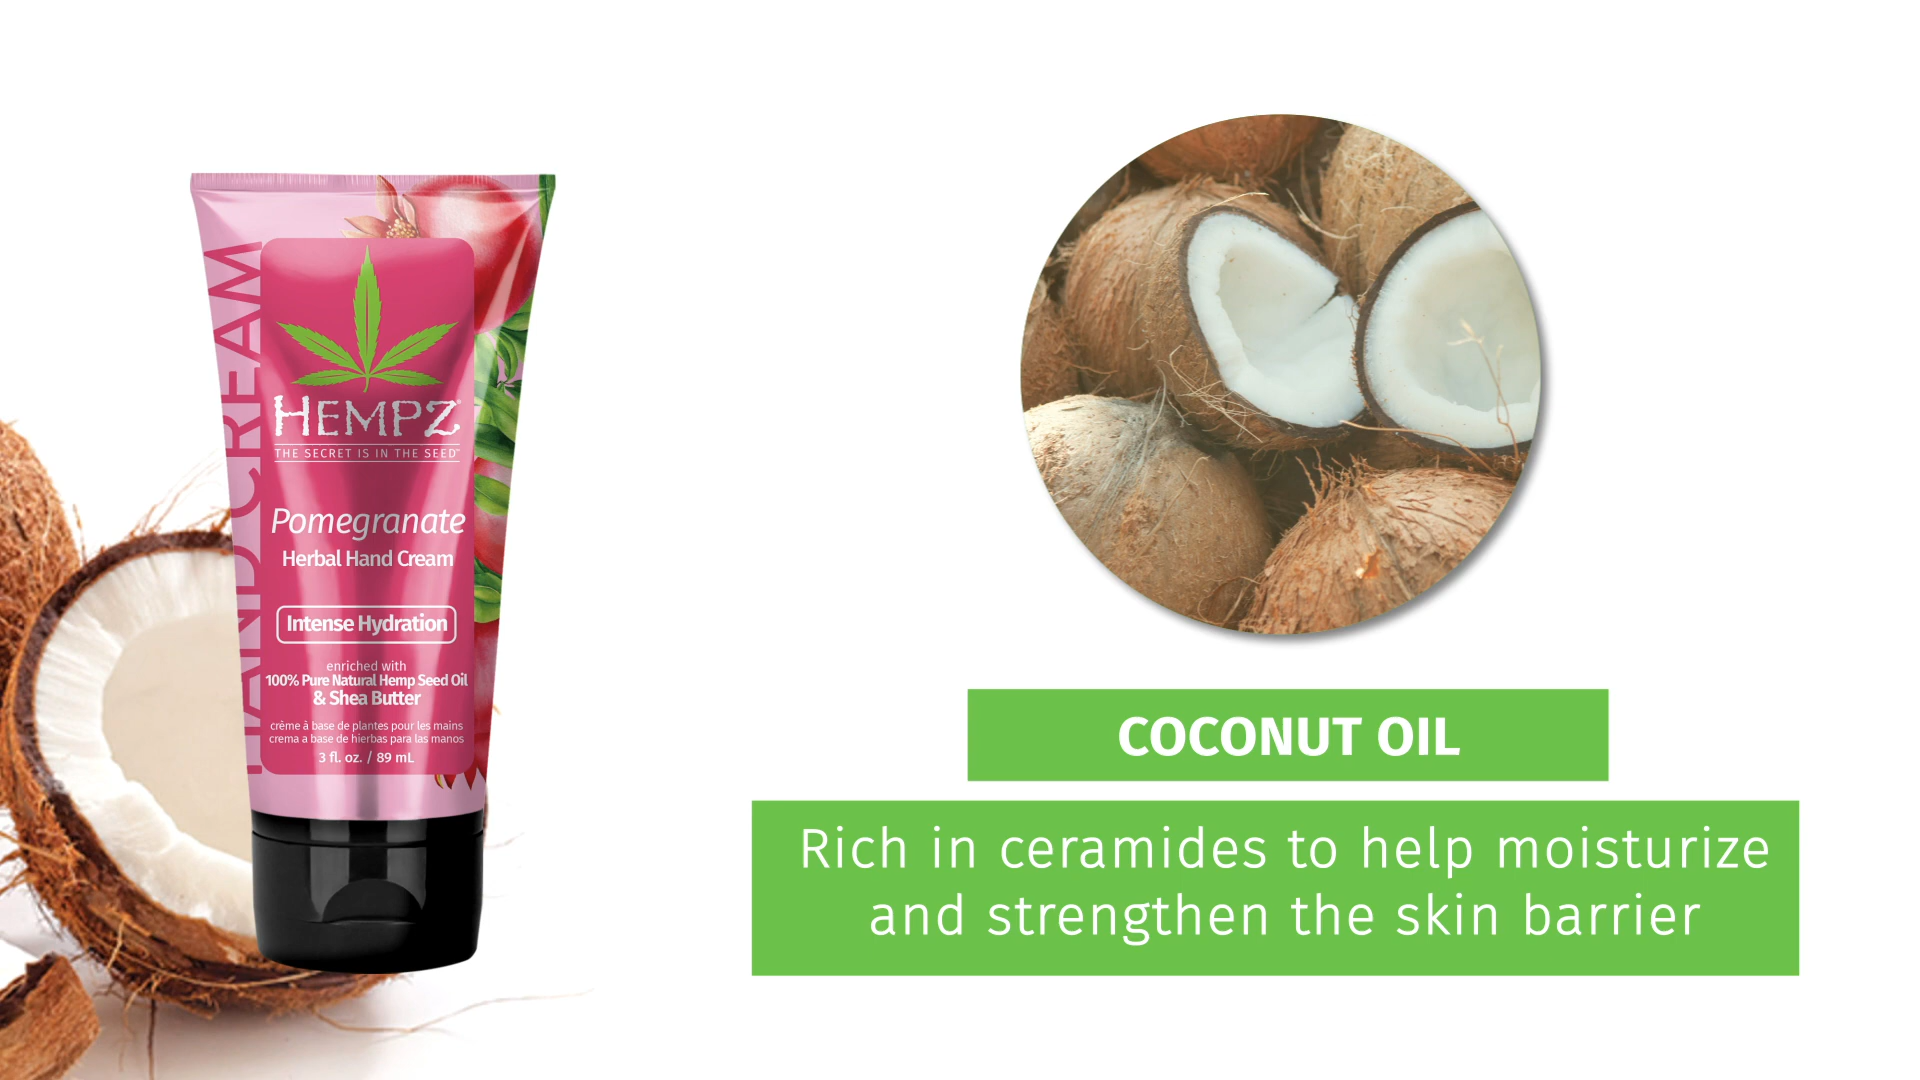 HAND CREAM
HEMPZ
THE SECRET IS IN THE SEED™
Pomegranate
Herbal Hand Cream
Intense Hydration
enriched with
100% Pure Natural Hemp Seed Oil
& Shea Butter
crème à base de plantes pour les mains
crema a base de hierbas para las manos
3 fl. oz. / 89 mL
COCONUT OIL
Rich in ceramides to help moisturize
and strengthen the skin barrier